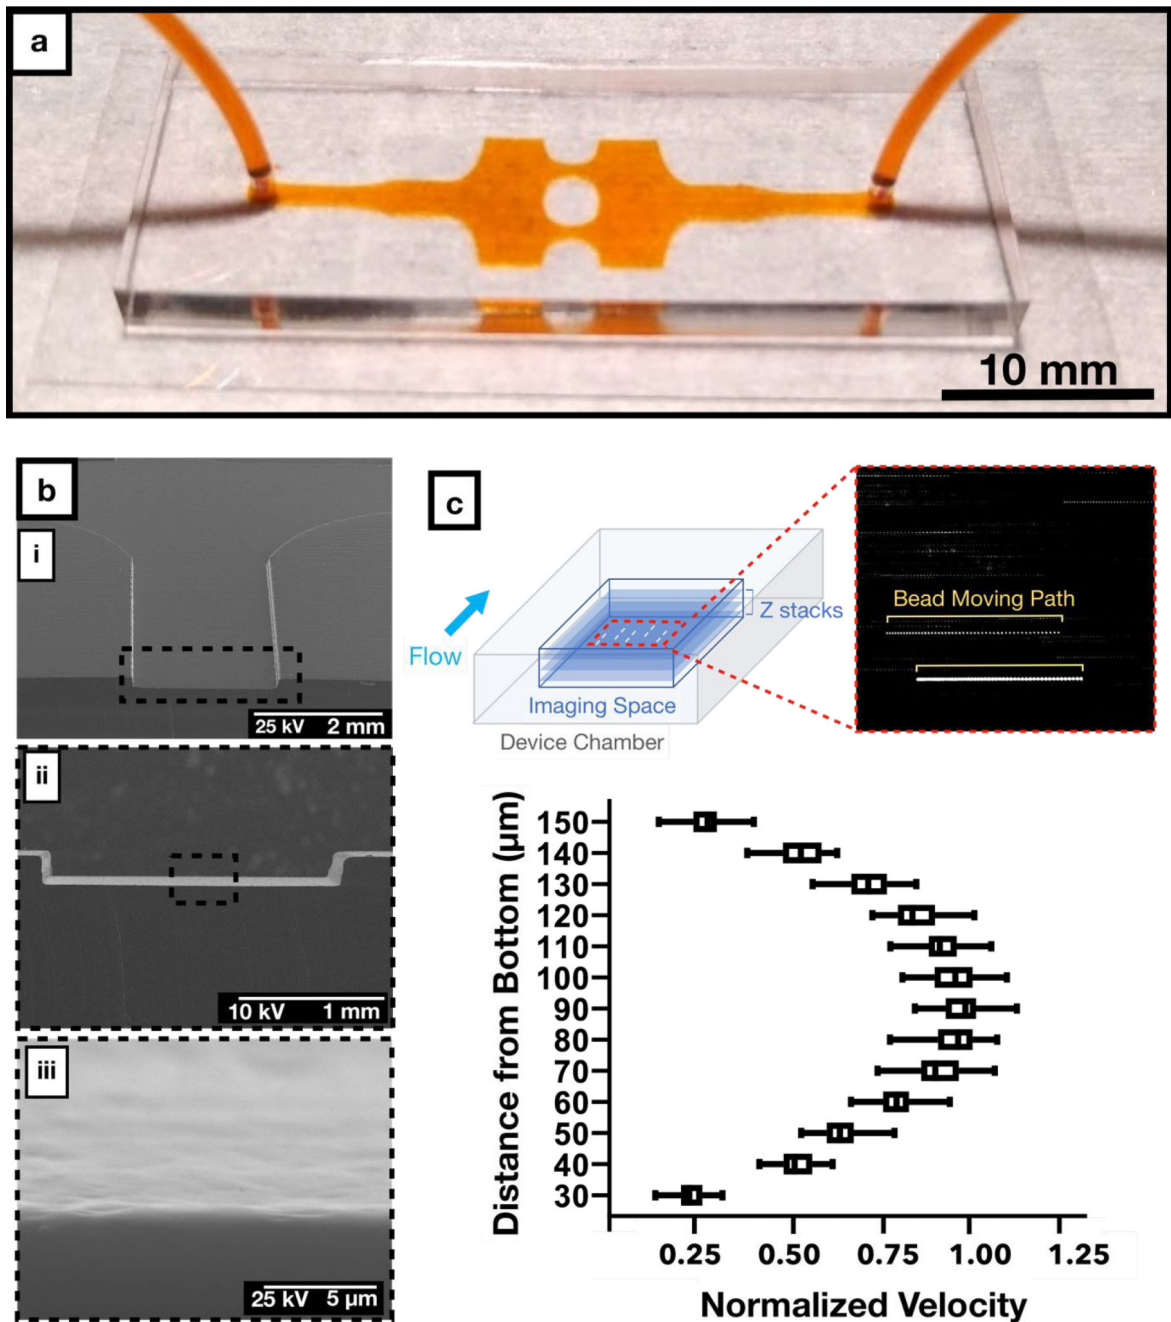 a
10 mm
b
i
25 kV 2 mm
ii
10 kV 1 mm
iii
25 kV 5 µm
c
Flow
Z stacks
Imaging Space
Device Chamber
Bead Moving Path
Distance from Bottom (µm)
150
140
130
120
110
100
90
80
70
60
50
40
30
0.25 0.50 0.75 1.00 1.25
Normalized Velocity